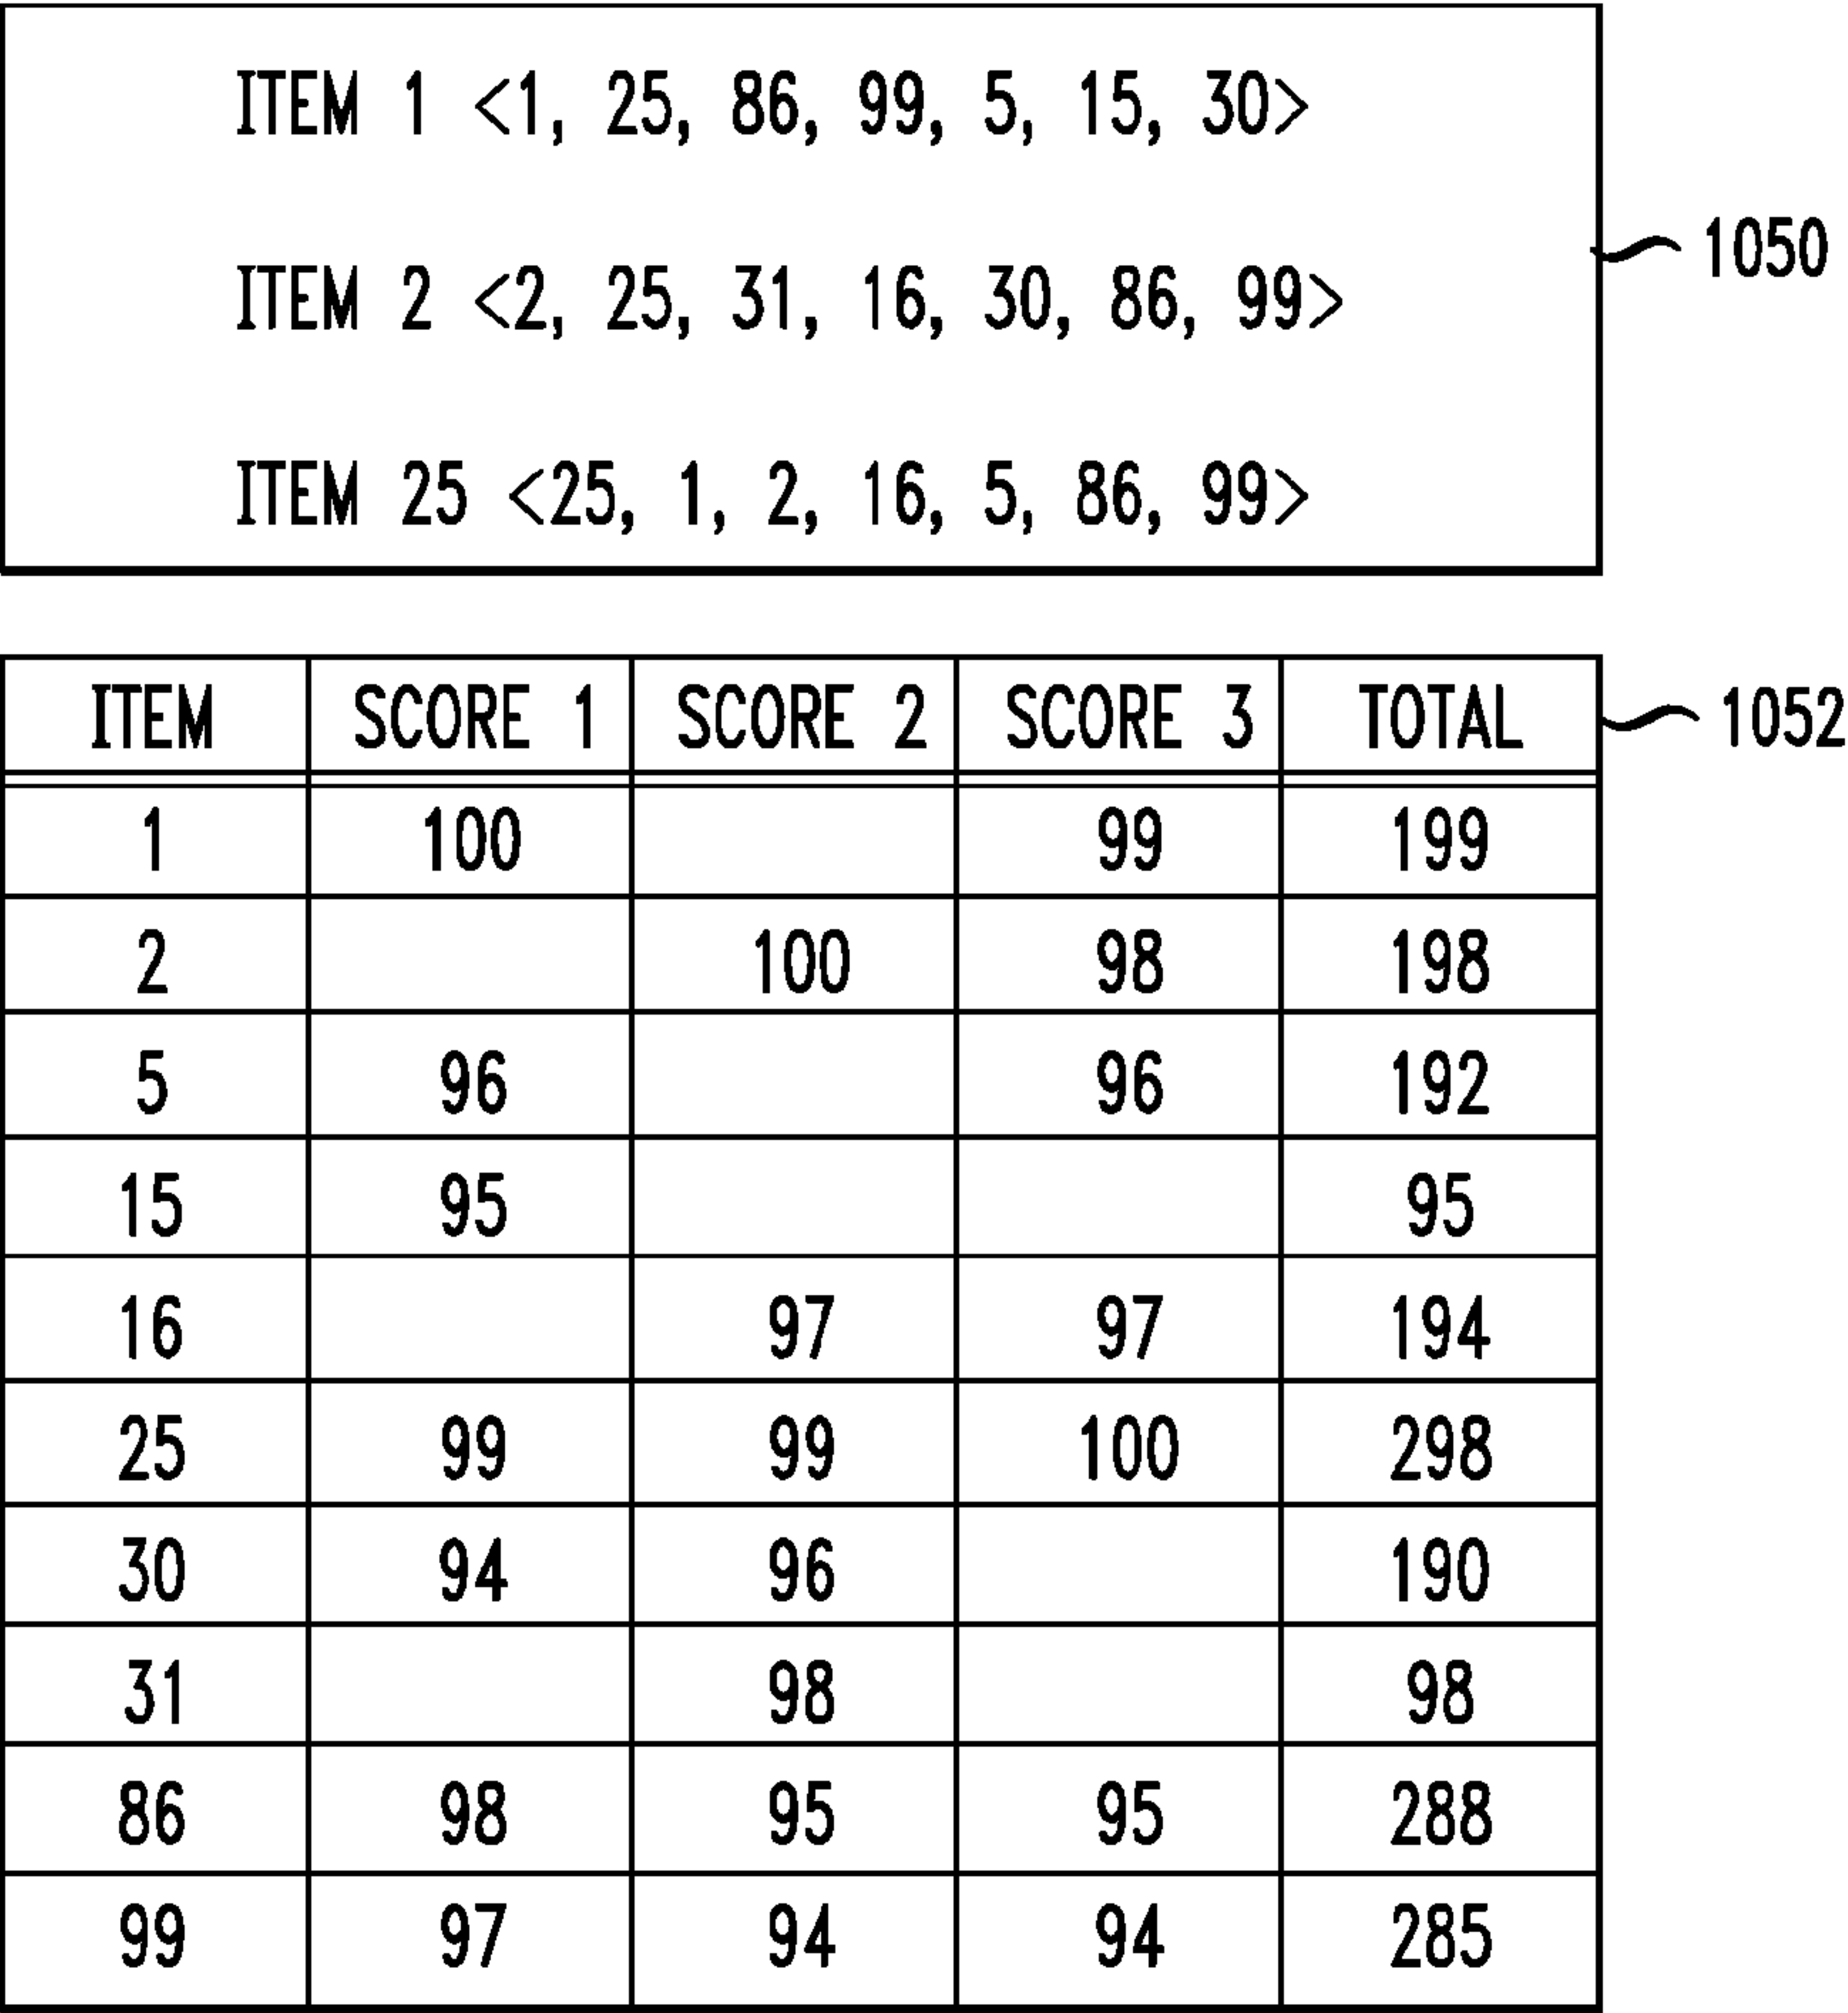 ITEM 1 <1, 25, 86, 99, 5, 15, 30>
1050
ITEM 2 <2, 25, 31, 16, 30, 86, 99>
ITEM 25 <25, 1, 2, 16, 5, 86, 99>
ITEM SCORE 1 SCORE 2 SCORE 3 TOTAL 1052
1 100 99 199
2 100 98 198
5 96 96 192
15 95 95
16 97 97 194
25 99 99 100 298
30 94 96 190
31 98 98
86 98 95 95 288
99 97 94 94 285